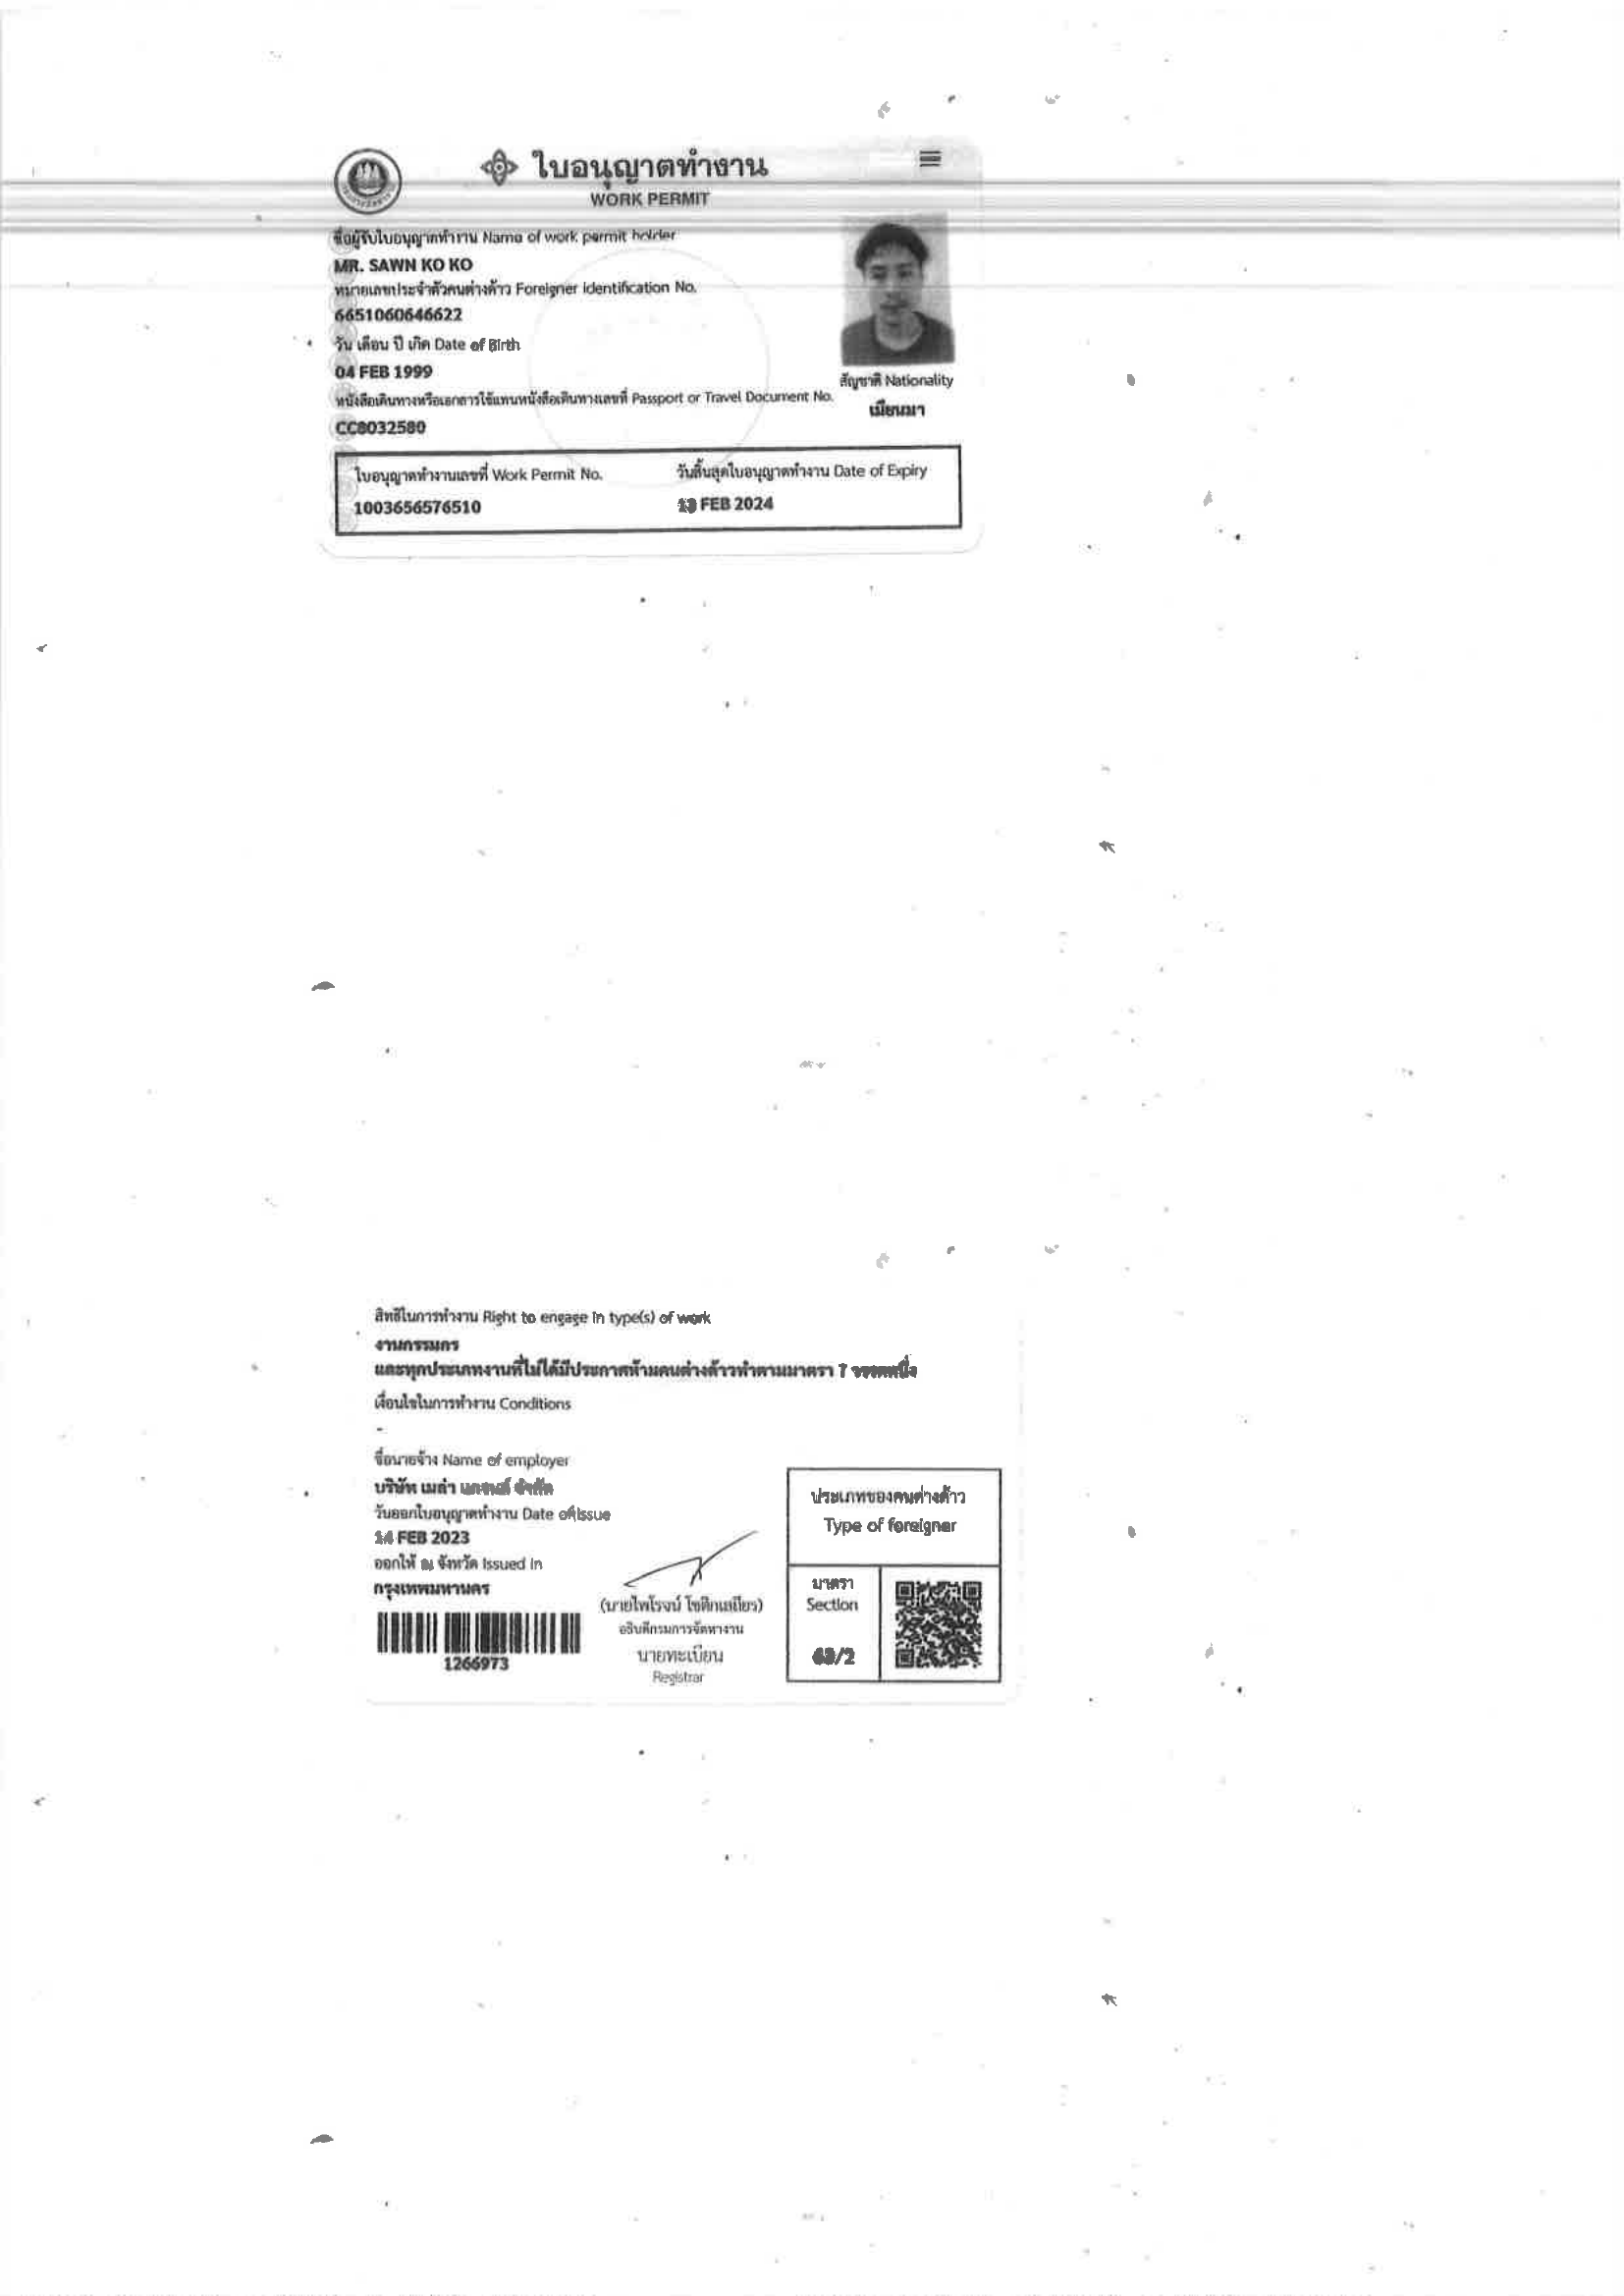 ใบอนุญาตทำงาน
WORK PERMIT
ชื่อผู้รับใบอนุญาตทำงาน Name of work permit holder
MR. SAWN KO KO
หมายเลขประจำตัวคนต่างด้าว Foreigner identification No.
6651060646622
วัน เดือน ปี เกิด Date of Birth
04 FEB 1999
สัญชาติ Nationality
เมียนมา
หนังสือเดินทางหรือเอกสารใช้แทนหนังสือเดินทางเลขที่ Passport or Travel Document No.
CC8032580
ใบอนุญาตทำงานเลขที่ Work Permit No.
1003656576510
วันสิ้นสุดใบอนุญาตทำงาน Date of Expiry
13 FEB 2024
สิทธิในการทำงาน Right to engage in type(s) of work
งานกรรมกร
และทุกประเภทงานที่ไม่ได้มีประกาศห้ามคนต่างด้าวทำตามมาตรา 7 วรรคหนึ่ง
เงื่อนไขในการทำงาน Conditions
-
ชื่อนายจ้าง Name of employer
บริษัท เมล่า จำกัด
วันออกใบอนุญาตทำงาน Date of Issue
14 FEB 2023
ออกให้ ณ จังหวัด Issued in
กรุงเทพมหานคร
1266973
(นายไพโรจน์ โชติกเสถียร)
อธิบดีกรมการจัดหางาน
นายทะเบียน
Registrar
ประเภทของคนต่างด้าว
Type of foreigner
มาตรา
Section
63/2